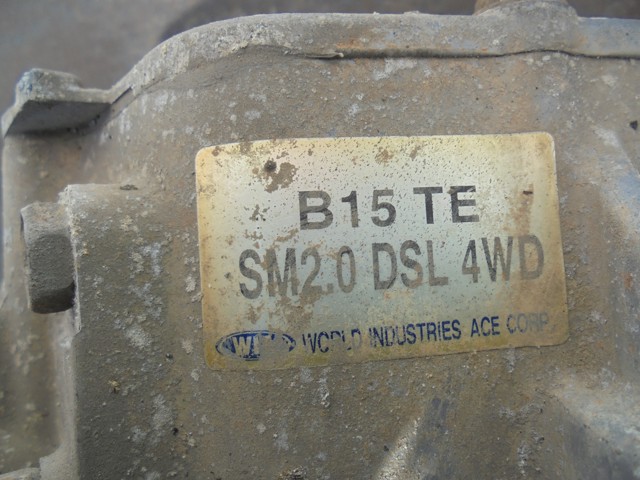 B15 TE
SM2.0 DSL 4WD
WIA WORLD INDUSTRIES ACE CORP.